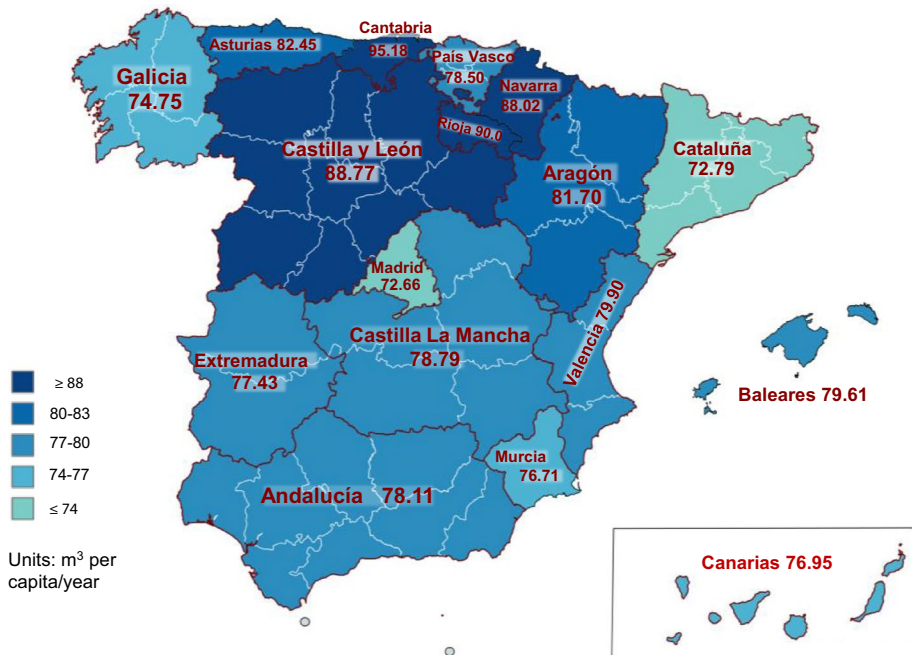 Cantabria
95.18
Asturias 82.45
País Vasco
78.50
Galicia
74.75
Navarra
88.02
Rioja 90.0
Castilla y León
88.77
Cataluña
72.79
Aragón
81.70
Madrid
72.66
Valencia 79.90
Castilla La Mancha
78.79
Extremadura
77.43
Baleares 79.61
≥ 88
80-83
77-80
74-77
≤ 74
Murcia
76.71
Andalucía 78.11
Units: m³ per
capita/year
Canarias 76.95